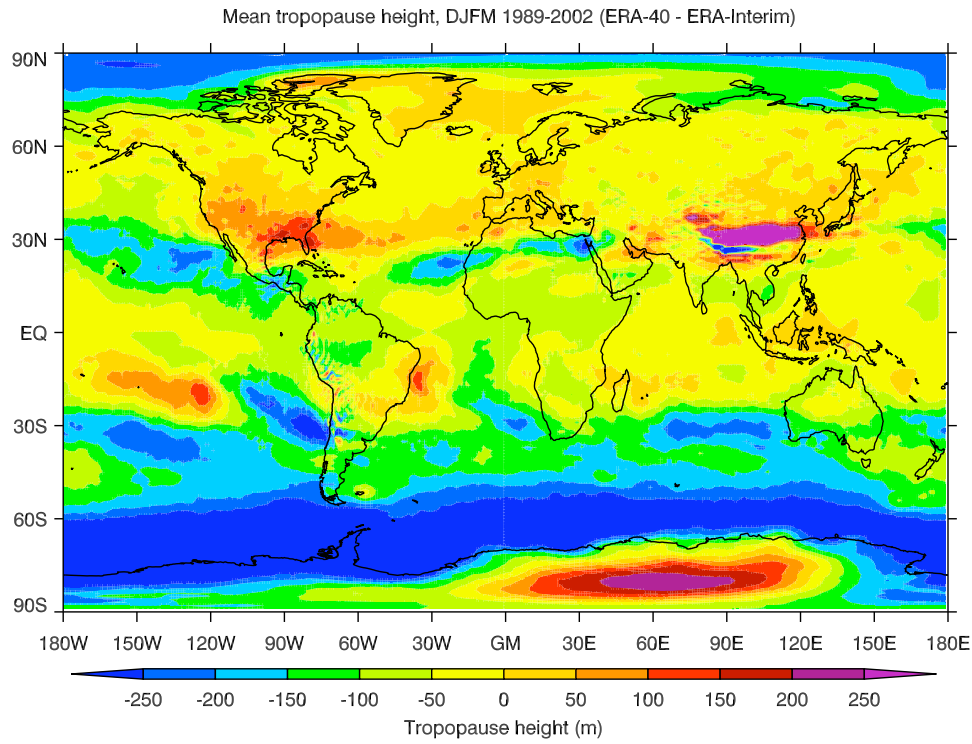 Mean tropopause height, DJFM 1989-2002 (ERA-40 - ERA-Interim)
90N
60N
30N
EQ
30S
60S
90S
180W 150W 120W 90W 60W 30W GM 30E 60E 90E 120E 150E 180E
-250 -200 -150 -100 -50 0 50 100 150 200 250
Tropopause height (m)